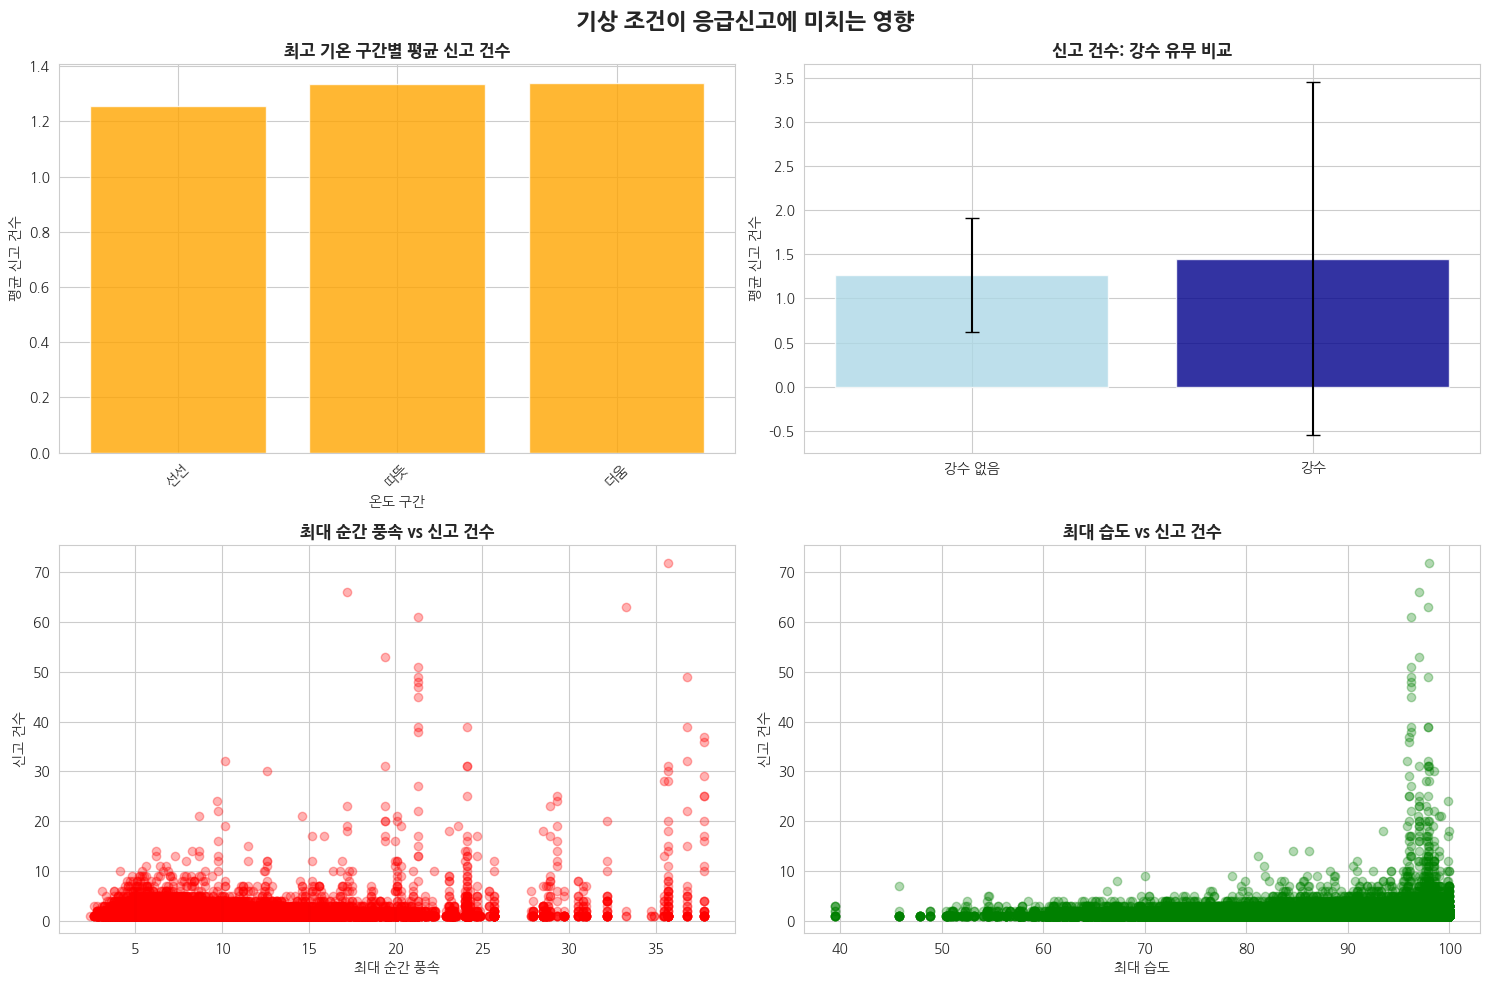 기상 조건이 응급신고에 미치는 영향
최고 기온 구간별 평균 신고 건수
1.4
1.2
1.0
0.8
0.6
0.4
0.2
0.0
평균 신고 건수
선선
따뜻
더움
온도 구간
신고 건수: 강수 유무 비교
3.5
3.0
2.5
2.0
1.5
1.0
0.5
0.0
-0.5
평균 신고 건수
강수 없음
강수
최대 순간 풍속 vs 신고 건수
70
60
50
40
30
20
10
0
신고 건수
5 10 15 20 25 30 35
최대 순간 풍속
최대 습도 vs 신고 건수
70
60
50
40
30
20
10
0
신고 건수
40 50 60 70 80 90 100
최대 습도